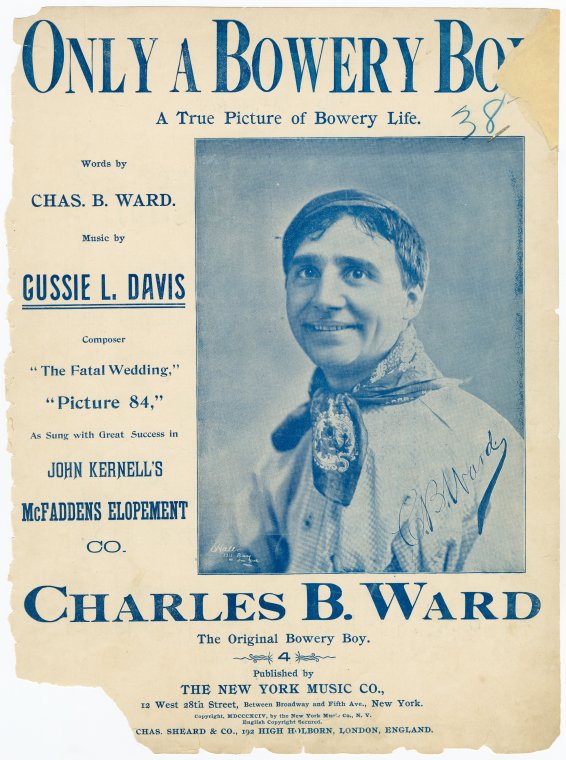 ONLY A BOWERY BO
A True Picture of Bowery Life.
38
Words by
CHAS. B. WARD.
Music by
GUSSIE L. DAVIS
Composer
"The Fatal Wedding,"
"Picture 84,"
As Sung with Great Success in
JOHN KERNELL'S
McFADDENS ELOPEMENT
CO.
C.B. Ward
Hall
CHARLES B. WARD
The Original Bowery Boy.
4
Published by
THE NEW YORK MUSIC CO.,
12 West 28th Street, Between Broadway and Fifth Ave., New York.
Copyright, MDCCCXCIV, by the New York Music Co., N. Y.
English Copyright Secured.
CHAS. SHEARD & CO., 192 HIGH HOLBORN, LONDON, ENGLAND.